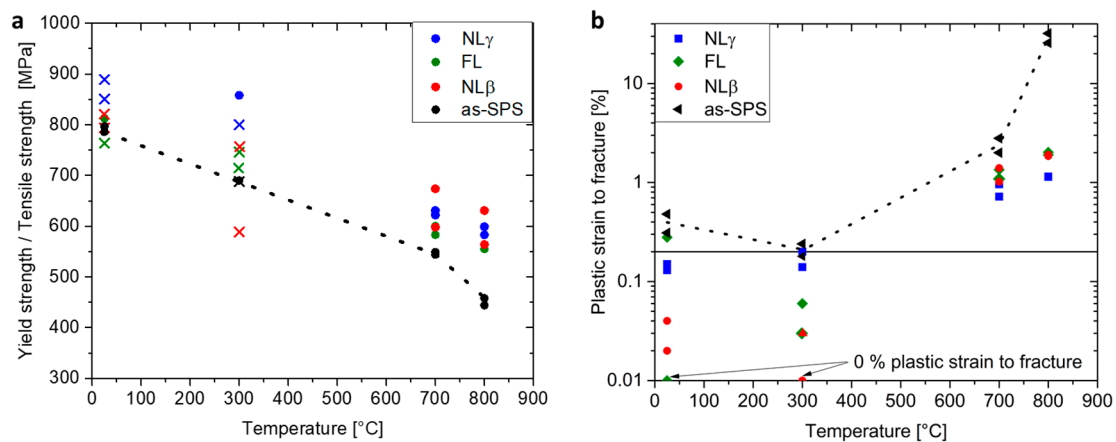 a
Yield strength / Tensile strength [MPa]
1000
900
800
700
600
500
400
300
0
100
200
300
400
500
600
700
800
900
Temperature [°C]
NLγ
FL
NLβ
as-SPS
b
Plastic strain to fracture [%]
10
1
0.1
0.01
0
100
200
300
400
500
600
700
800
900
Temperature [°C]
NLγ
FL
NLβ
as-SPS
0 % plastic strain to fracture